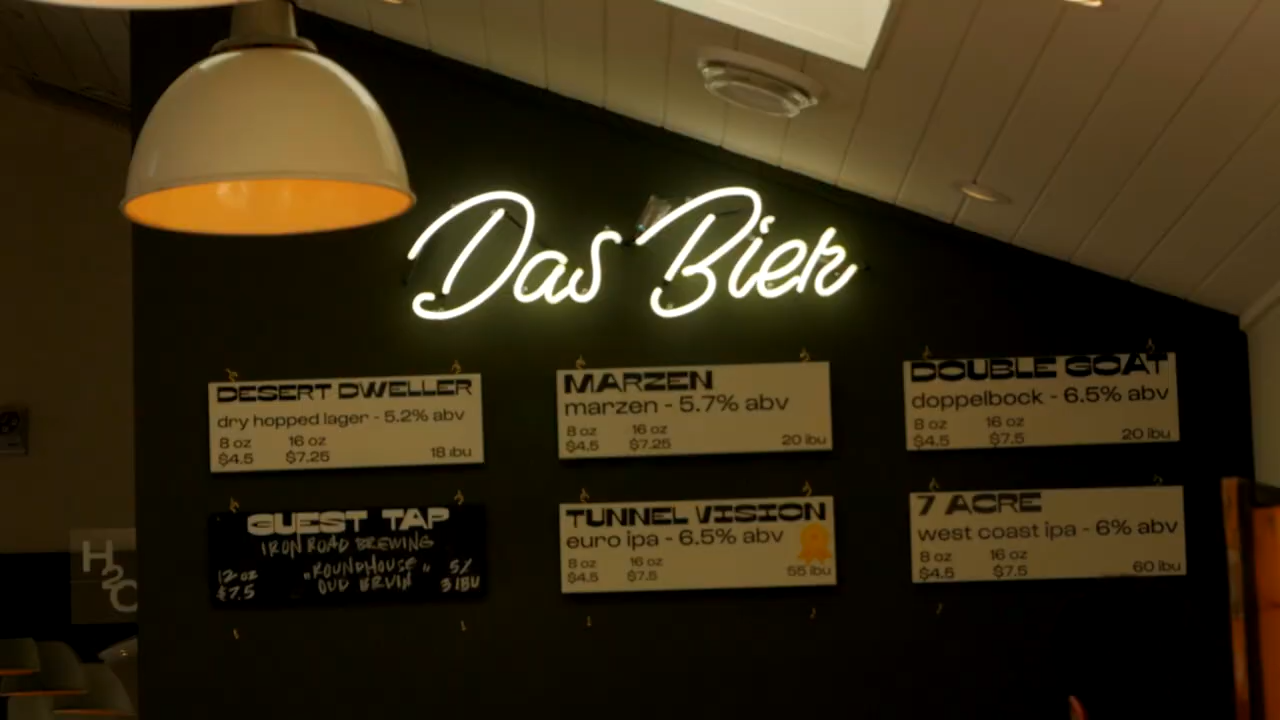 Das Bier
DESERT DWELLER
dry hopped lager - 5.2% abv
8 oz 16 oz
$4.5 $7.25 18 ibu
MARZEN
marzen - 5.7% abv
8 oz 16 oz
$4.5 $7.25 20 ibu
DOUBLE GOAT
doppelbock - 6.5% abv
8 oz 16 oz
$4.5 $7.5 20 ibu
GUEST TAP
IRON ROAD BREWING
12 oz "ROUNDHOUSE" 5%
$7.5 OUD BRUIN 3 IBU
TUNNEL VISION
euro ipa - 6.5% abv
8 oz 16 oz
$4.5 $7.5 55 ibu
7 ACRE
west coast ipa - 6% abv
8 oz 16 oz
$4.5 $7.5 60 ibu
H2O